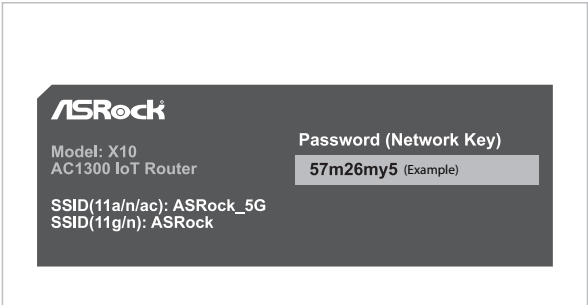 ASRock
Model: X10
AC1300 IoT Router
SSID(11a/n/ac): ASRock_5G
SSID(11g/n): ASRock
Password (Network Key)
57m26my5 (Example)